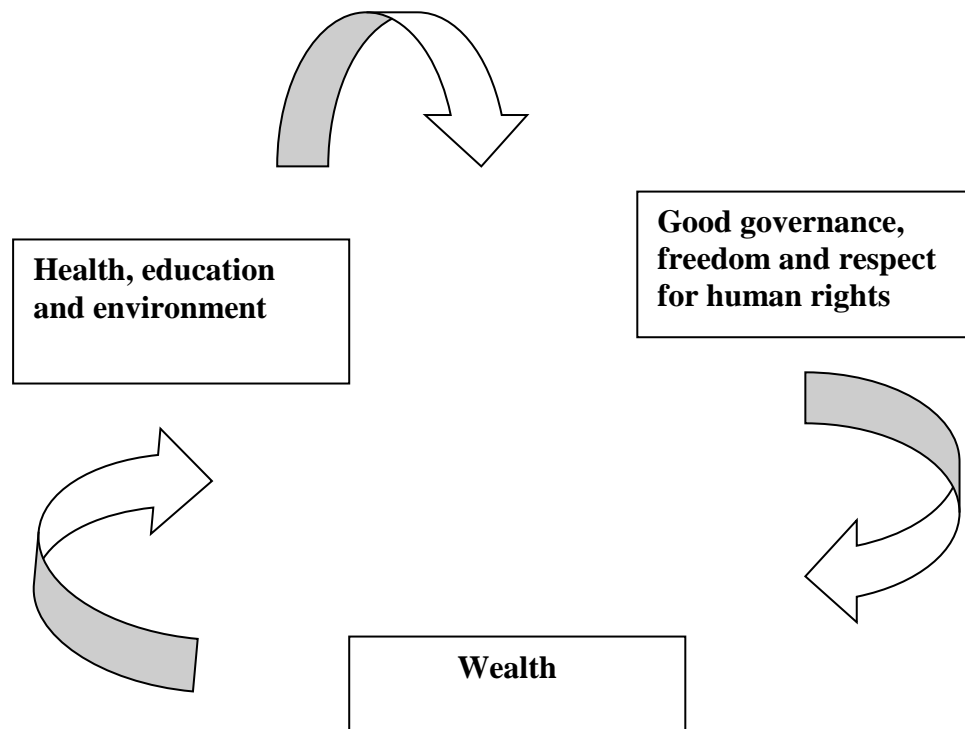 Health, education
and environment
Good governance,
freedom and respect
for human rights
Wealth